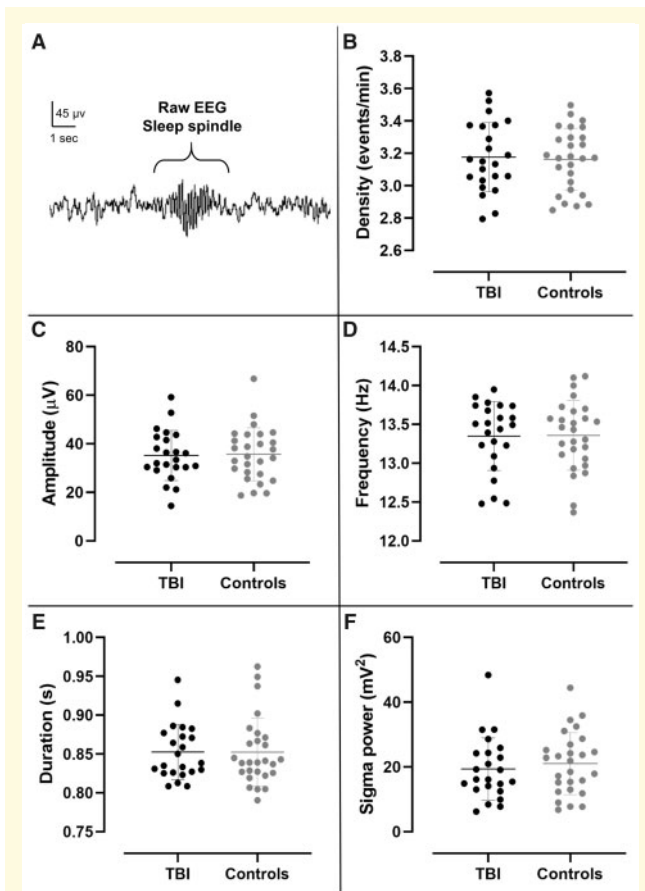 A
45 μv
1 sec
Raw EEG
Sleep spindle
B
Density (events/min)
3.8
3.6
3.4
3.2
3.0
2.8
2.6
TBI Controls
C
Amplitude (μV)
80
60
40
20
0
TBI Controls
D
Frequency (Hz)
14.5
14.0
13.5
13.0
12.5
12.0
TBI Controls
E
Duration (s)
1.00
0.95
0.90
0.85
0.80
0.75
TBI Controls
F
Sigma power (mV²)
60
40
20
0
TBI Controls